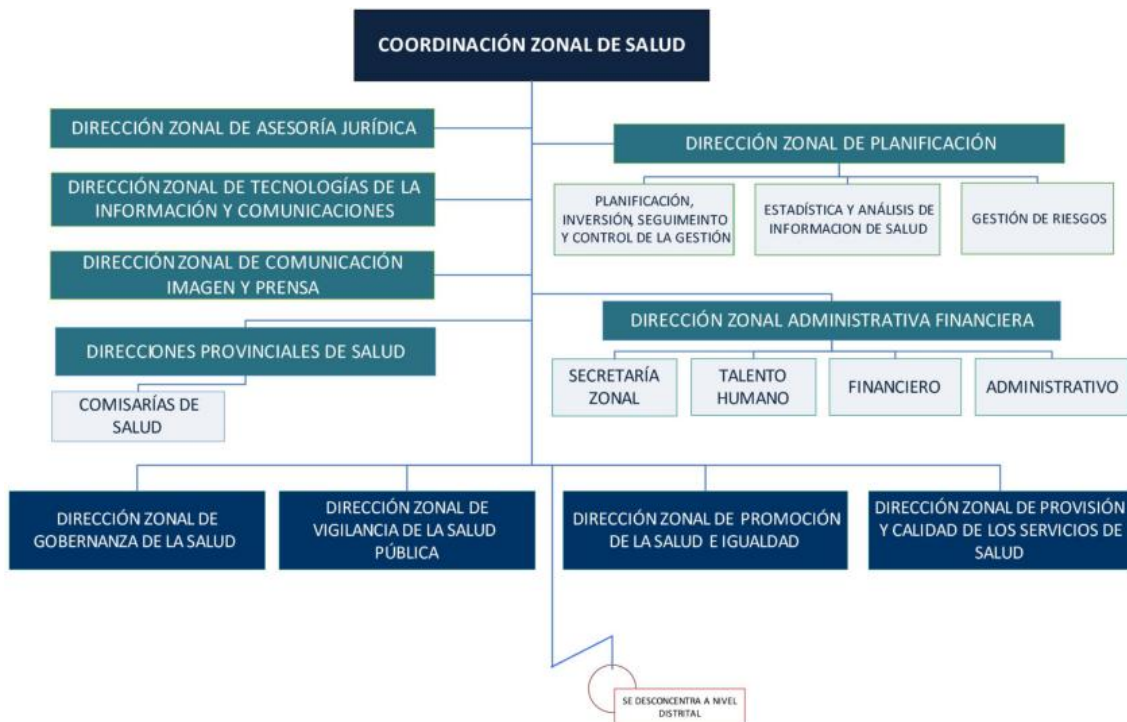 COORDINACIÓN ZONAL DE SALUD
DIRECCIÓN ZONAL DE ASESORÍA JURÍDICA
DIRECCIÓN ZONAL DE PLANIFICACIÓN
DIRECCIÓN ZONAL DE TECNOLOGÍAS DE LA
INFORMACIÓN Y COMUNICACIONES
PLANIFICACIÓN,
INVERSIÓN, SEGUIMEINTO
Y CONTROL DE LA GESTIÓN
ESTADÍSTICA Y ANÁLISIS DE
INFORMACION DE SALUD
GESTIÓN DE RIESGOS
DIRECCIÓN ZONAL DE COMUNICACIÓN
IMAGEN Y PRENSA
DIRECCIÓN ZONAL ADMINISTRATIVA FINANCIERA
DIRECCIONES PROVINCIALES DE SALUD
SECRETARÍA
ZONAL
TALENTO
HUMANO
FINANCIERO
ADMINISTRATIVO
COMISARÍAS DE
SALUD
DIRECCIÓN ZONAL DE
GOBERNANZA DE LA SALUD
DIRECCIÓN ZONAL DE
VIGILANCIA DE LA SALUD
PÚBLICA
DIRECCIÓN ZONAL DE PROMOCIÓN
DE LA SALUD E IGUALDAD
DIRECCIÓN ZONAL DE PROVISIÓN
Y CALIDAD DE LOS SERVICIOS DE
SALUD
SE DESCONCENTRA A NIVEL
DISTRITAL